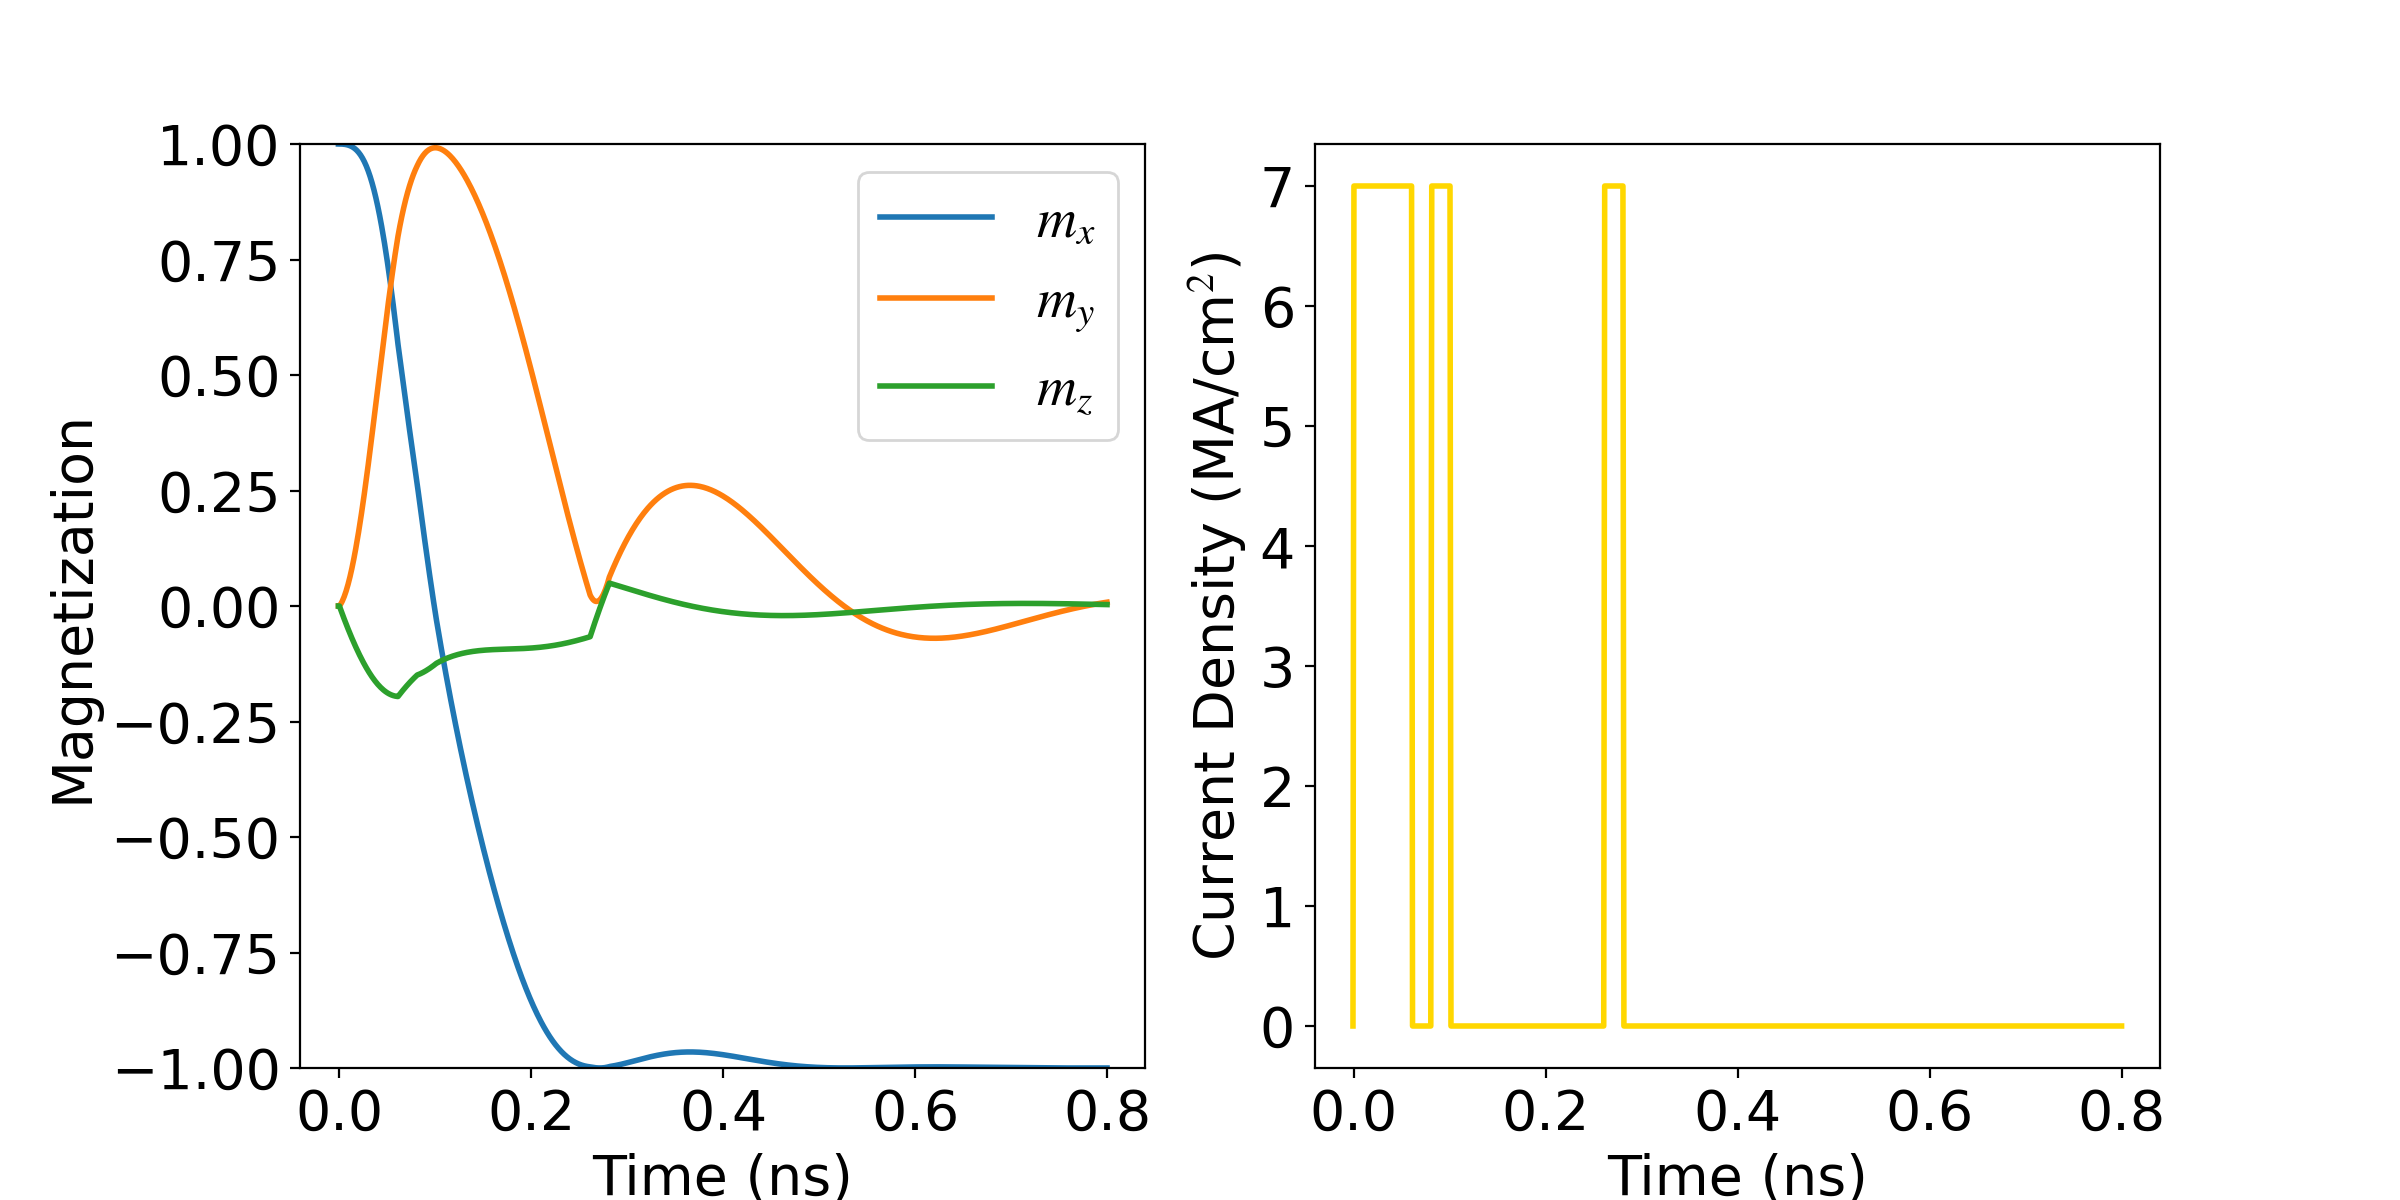 Magnetization
1.00
0.75
0.50
0.25
0.00
−0.25
−0.50
−0.75
−1.00
0.0 0.2 0.4 0.6 0.8
Time (ns)
m_x
m_y
m_z
Current Density (MA/cm²)
7
6
5
4
3
2
1
0
0.0 0.2 0.4 0.6 0.8
Time (ns)